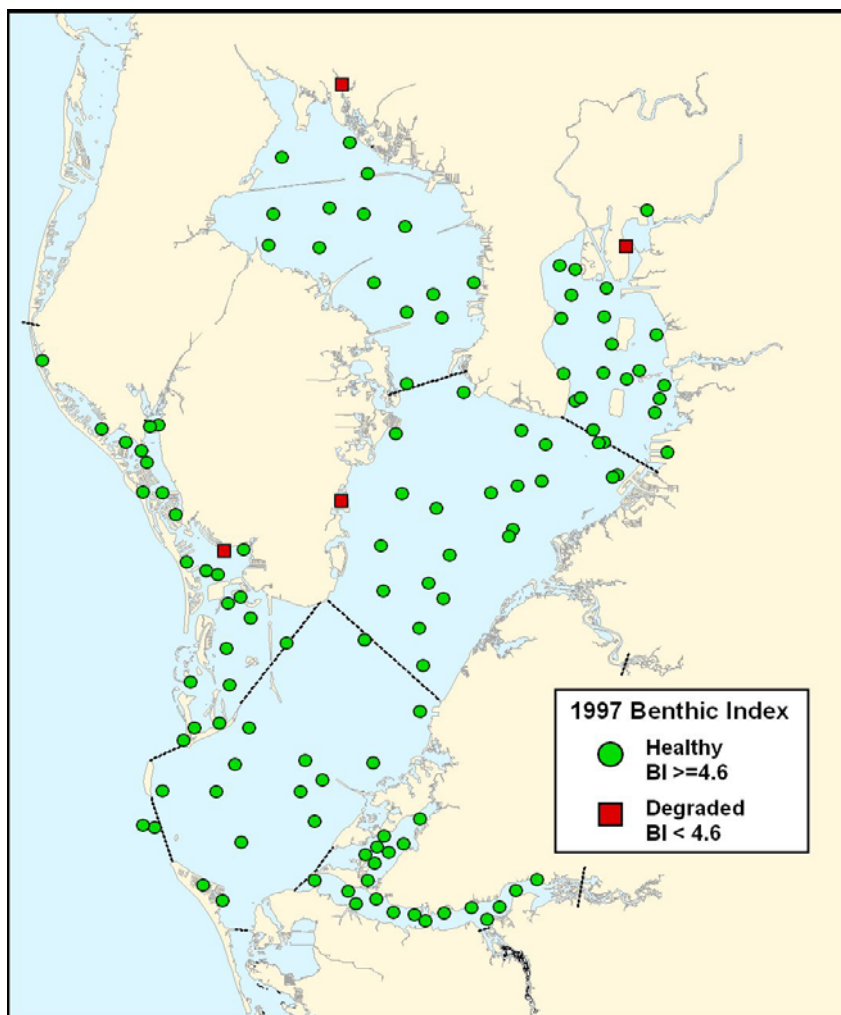 1997 Benthic Index
Healthy
BI >=4.6
Degraded
BI < 4.6